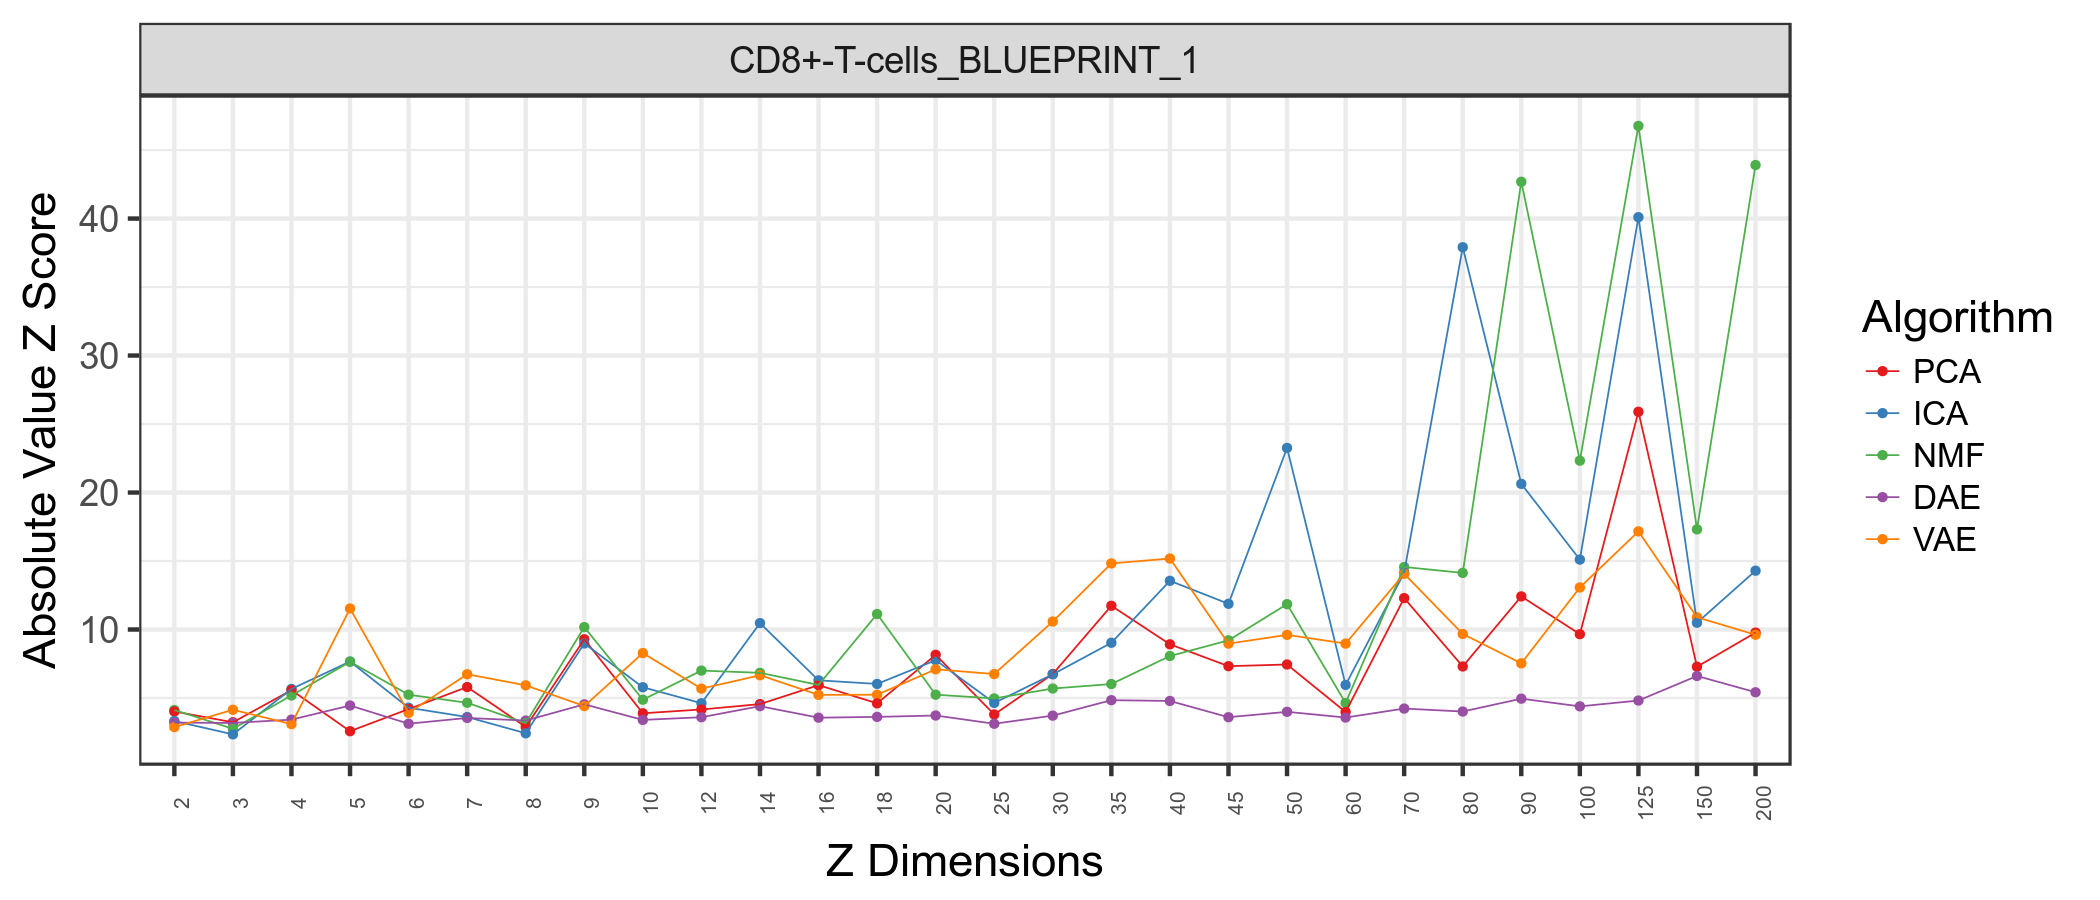 CD8+-T-cells_BLUEPRINT_1
Absolute Value Z Score
40
30
20
10
2 3 4 5 6 7 8 9 10 12 14 16 18 20 25 30 35 40 45 50 60 70 80 90 100 125 150 200
Z Dimensions
Algorithm
PCA
ICA
NMF
DAE
VAE